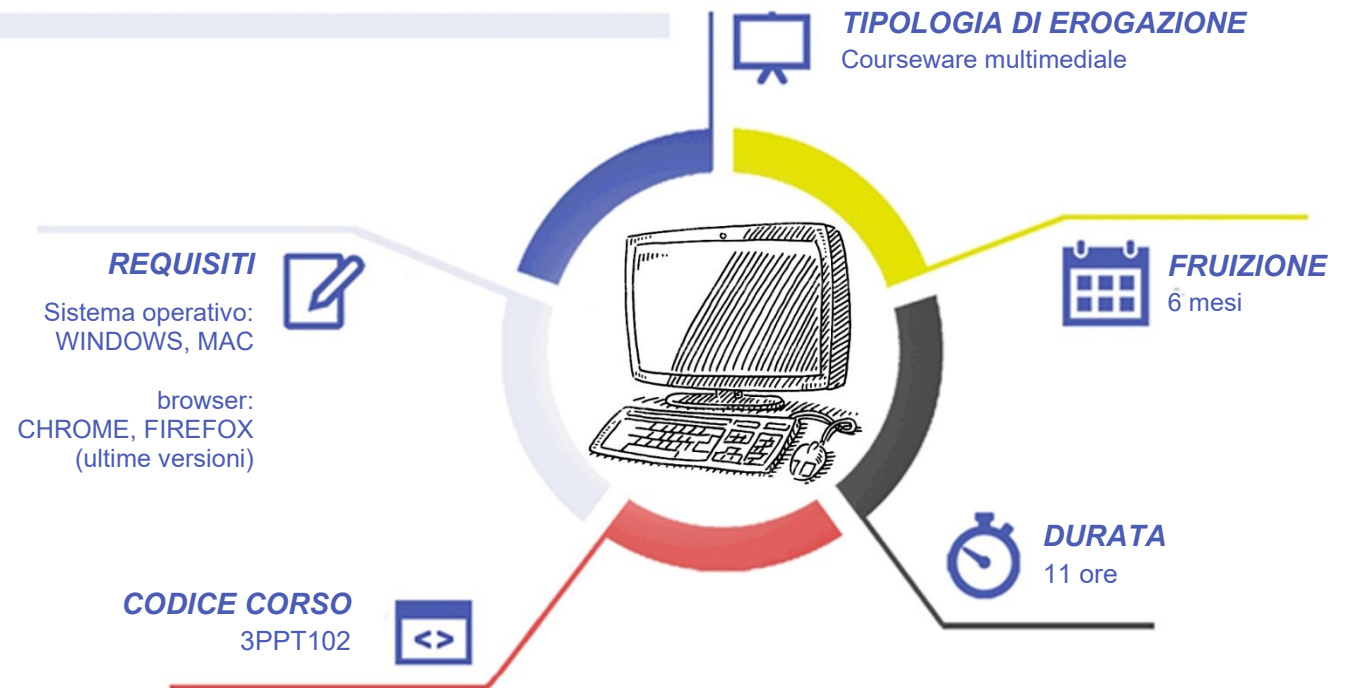 TIPOLOGIA DI EROGAZIONE
Courseware multimediale
REQUISITI
Sistema operativo:
WINDOWS, MAC
browser:
CHROME, FIREFOX
(ultime versioni)
FRUIZIONE
6 mesi
DURATA
11 ore
CODICE CORSO
3PPT102
<>